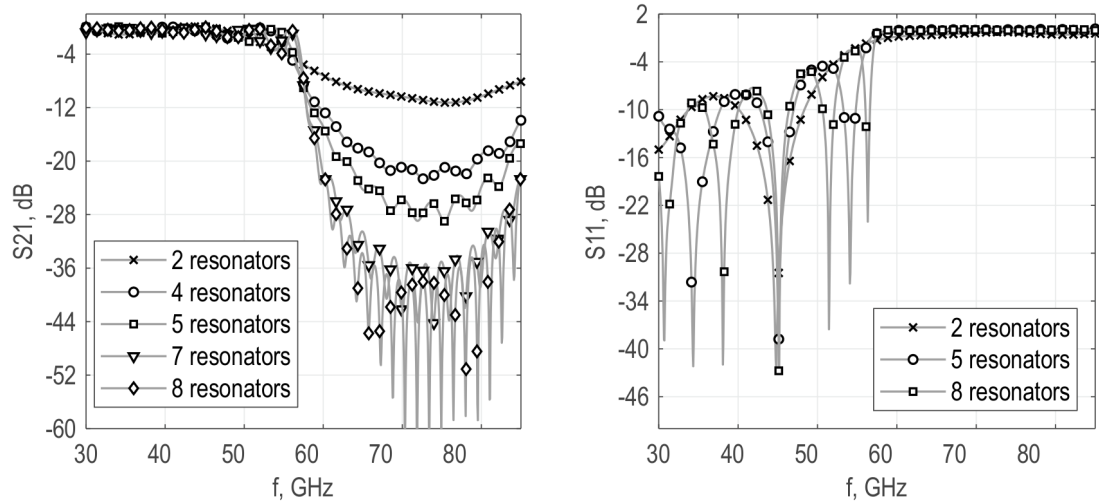 S21, dB
-4
-12
-20
-28
-36
-44
-52
-60
2 resonators
4 resonators
5 resonators
7 resonators
8 resonators
30 40 50 60 70 80
f, GHz
S11, dB
2
-4
-10
-16
-22
-28
-34
-40
-46
2 resonators
5 resonators
8 resonators
30 40 50 60 70 80
f, GHz